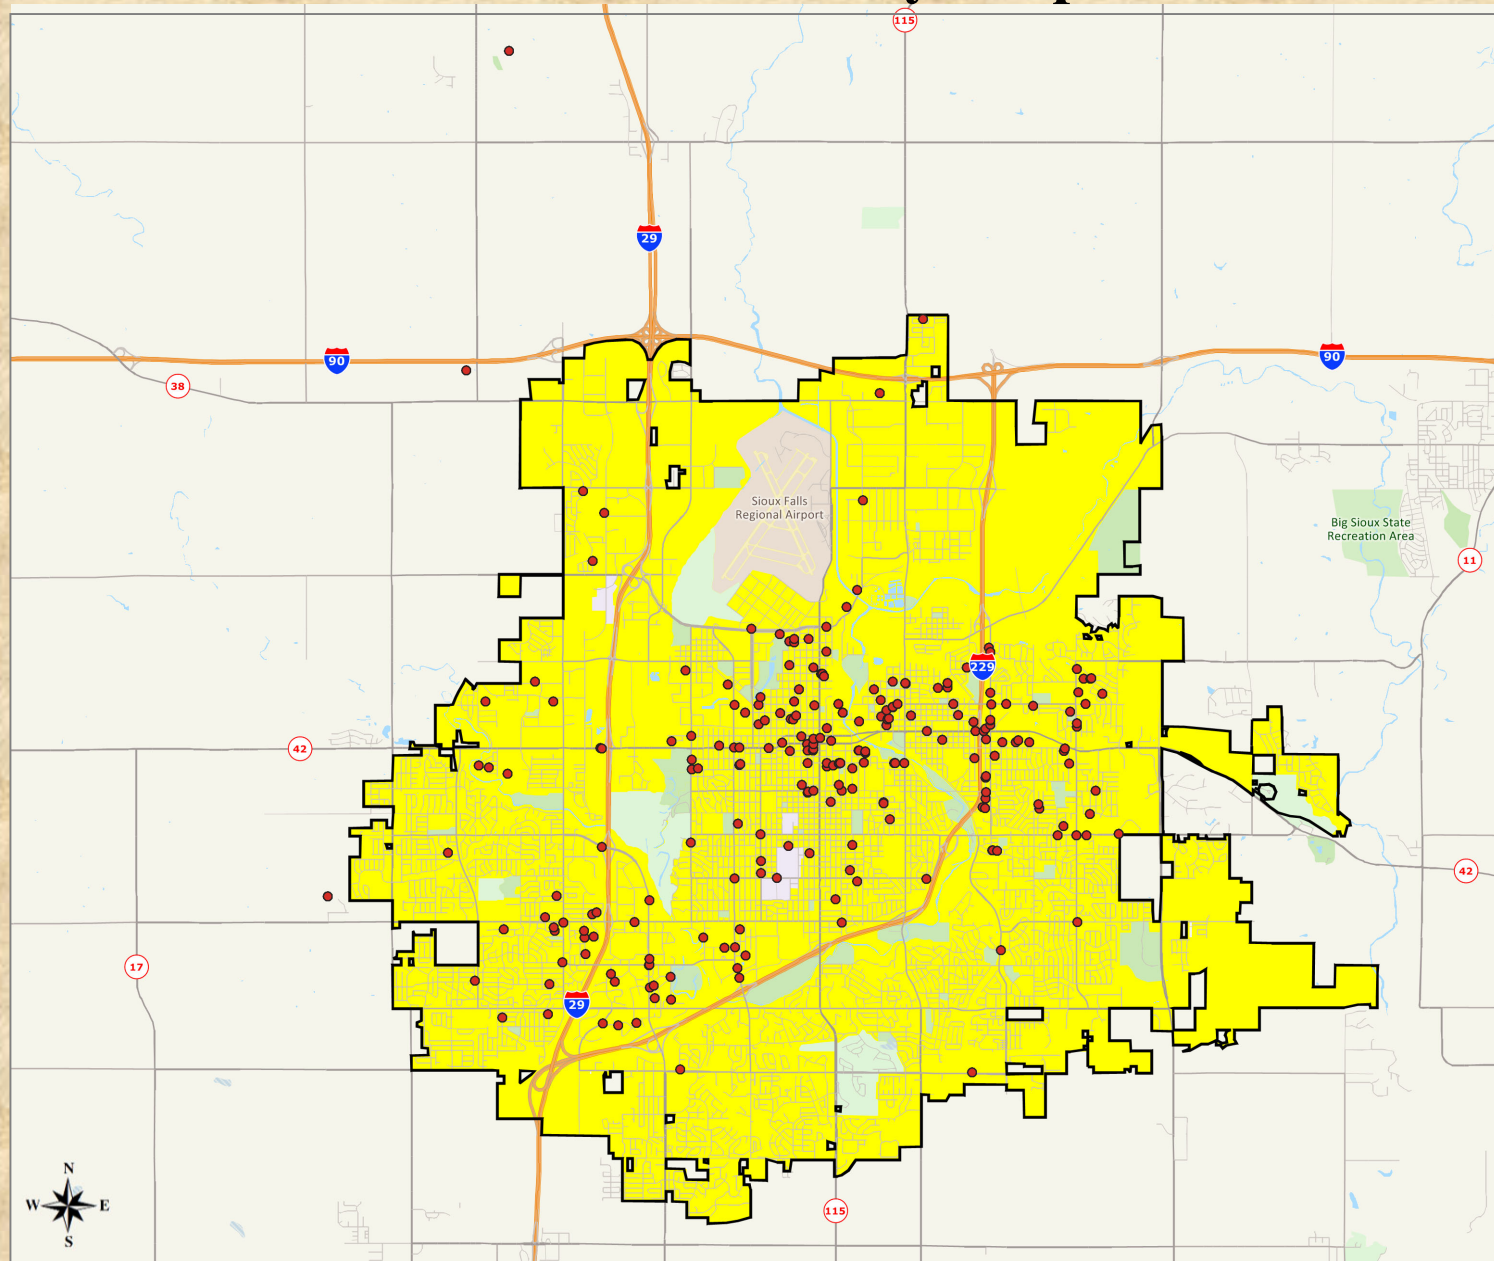 115
29
90
90
38
Sioux Falls
Regional Airport
Big Sioux State
Recreation Area
11
229
42
42
17
29
N
W E
S
115